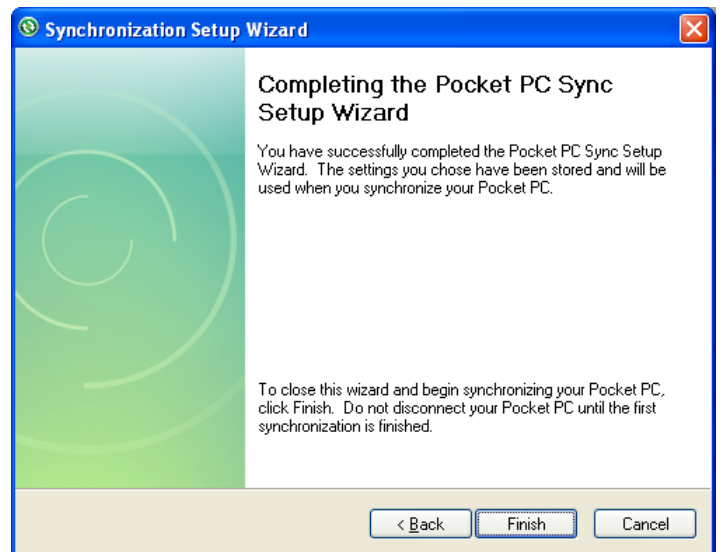 Synchronization Setup Wizard
Completing the Pocket PC Sync
Setup Wizard
You have successfully completed the Pocket PC Sync Setup
Wizard. The settings you chose have been stored and will be
used when you synchronize your Pocket PC.
To close this wizard and begin synchronizing your Pocket PC,
click Finish. Do not disconnect your Pocket PC until the first
synchronization is finished.
< Back Finish Cancel